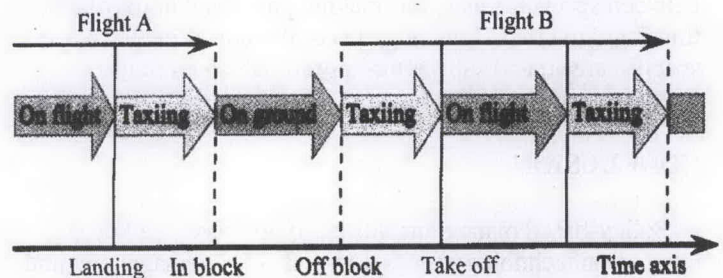 Flight A Flight B
On flight Taxiing On ground Taxiing On flight Taxiing
Landing In block Off block Take off Time axis